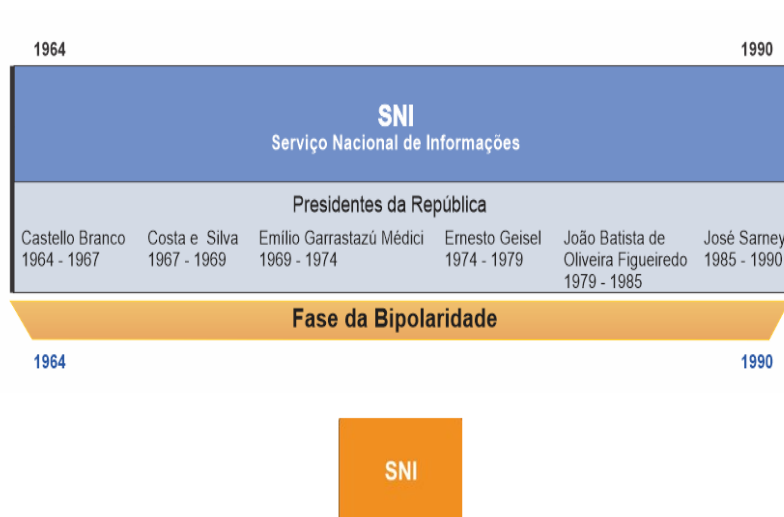 1964 1990
SNI
Serviço Nacional de Informações
Presidentes da República
Castello Branco
1964 - 1967
Costa e Silva
1967 - 1969
Emílio Garrastazú Médici
1969 - 1974
Ernesto Geisel
1974 - 1979
João Batista de
Oliveira Figueiredo
1979 - 1985
José Sarney
1985 - 1990
Fase da Bipolaridade
1964 1990
SNI